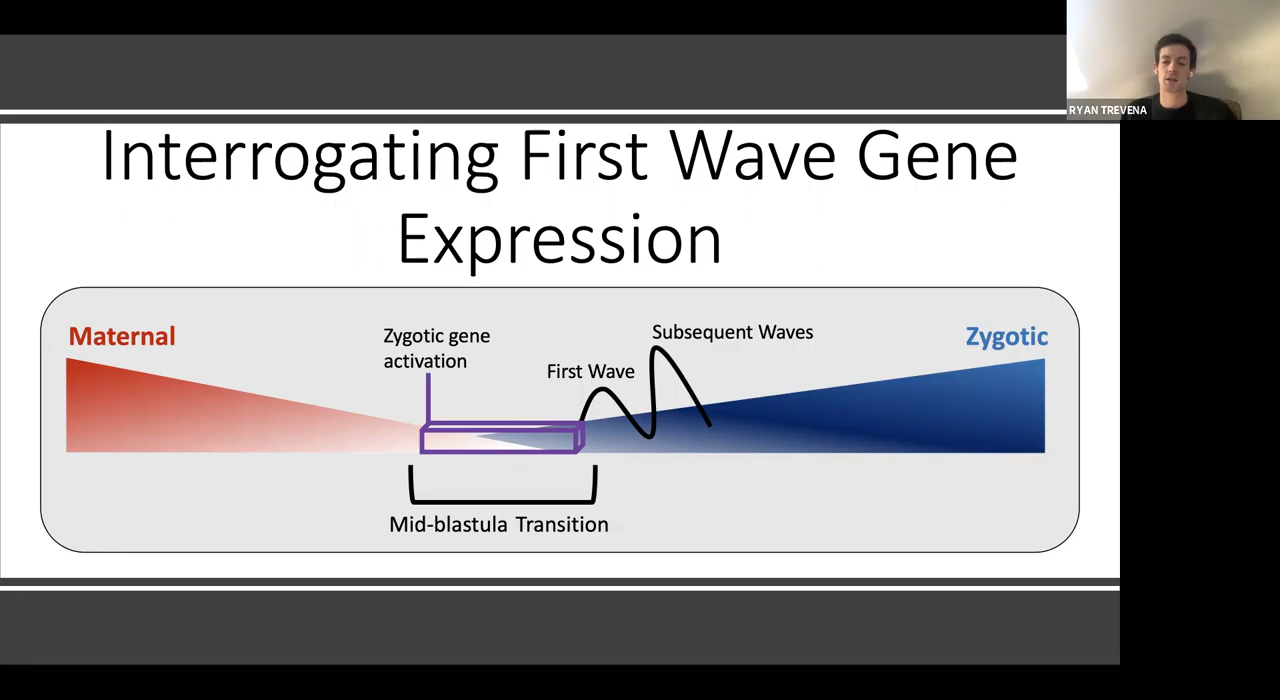 RYAN TREVENA
Interrogating First Wave Gene
Expression
Maternal
Zygotic gene
activation
First Wave
Subsequent Waves
Zygotic
Mid-blastula Transition